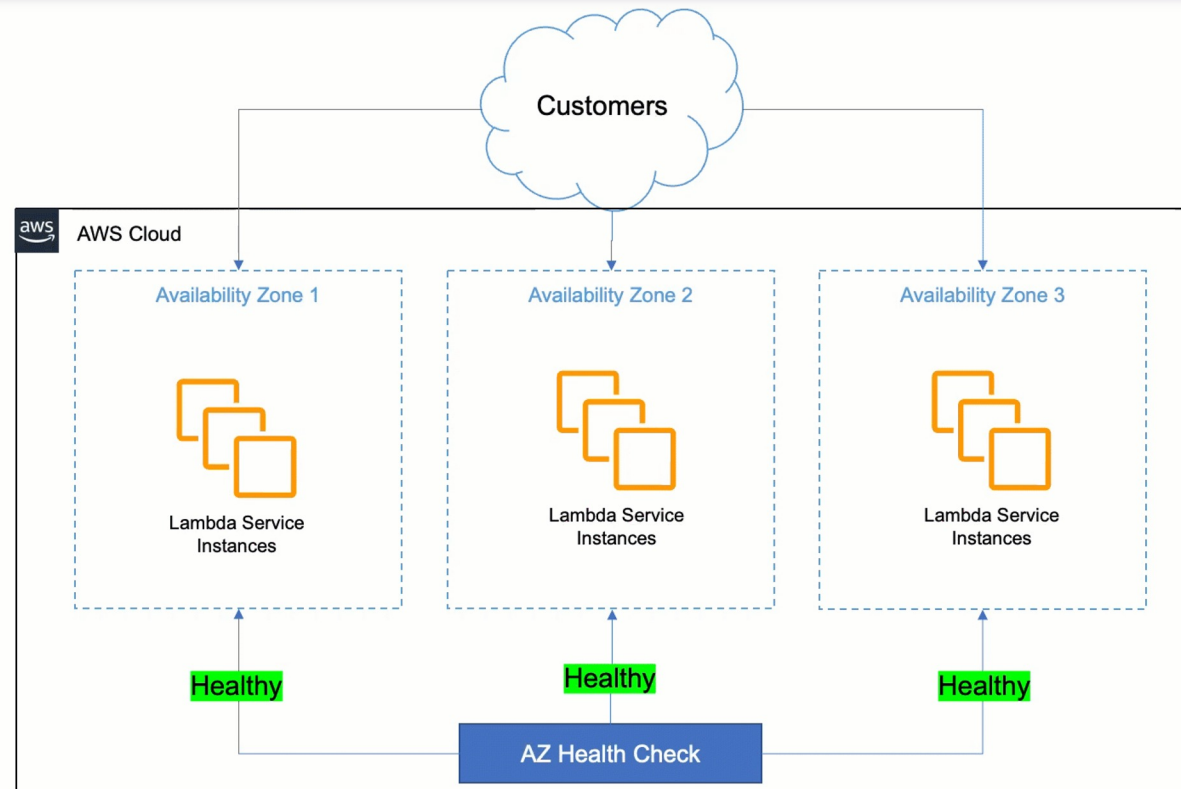 Customers
aws
AWS Cloud
Availability Zone 1
Availability Zone 2
Availability Zone 3
Lambda Service
Instances
Lambda Service
Instances
Lambda Service
Instances
Healthy
Healthy
Healthy
AZ Health Check